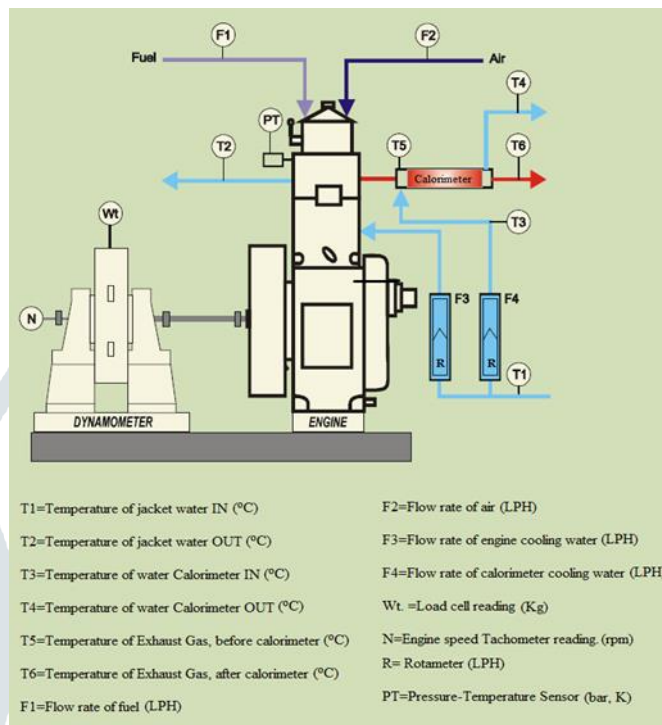 F1
F2
Fuel
Air
T4
PT
T2
T5
T6
Calorimeter
Wt
T3
N
F3
F4
R
R
T1
DYNAMOMETER
ENGINE
T1=Temperature of jacket water IN (°C)
T2=Temperature of jacket water OUT (°C)
T3=Temperature of water Calorimeter IN (°C)
T4=Temperature of water Calorimeter OUT (°C)
T5=Temperature of Exhaust Gas, before calorimeter (°C)
T6=Temperature of Exhaust Gas, after calorimeter (°C)
F1=Flow rate of fuel (LPH)
F2=Flow rate of air (LPH)
F3=Flow rate of engine cooling water (LPH)
F4=Flow rate of calorimeter cooling water (LPH
Wt. =Load cell reading (Kg)
N=Engine speed Tachometer reading. (rpm)
R= Rotameter (LPH)
PT=Pressure-Temperature Sensor (bar, K)